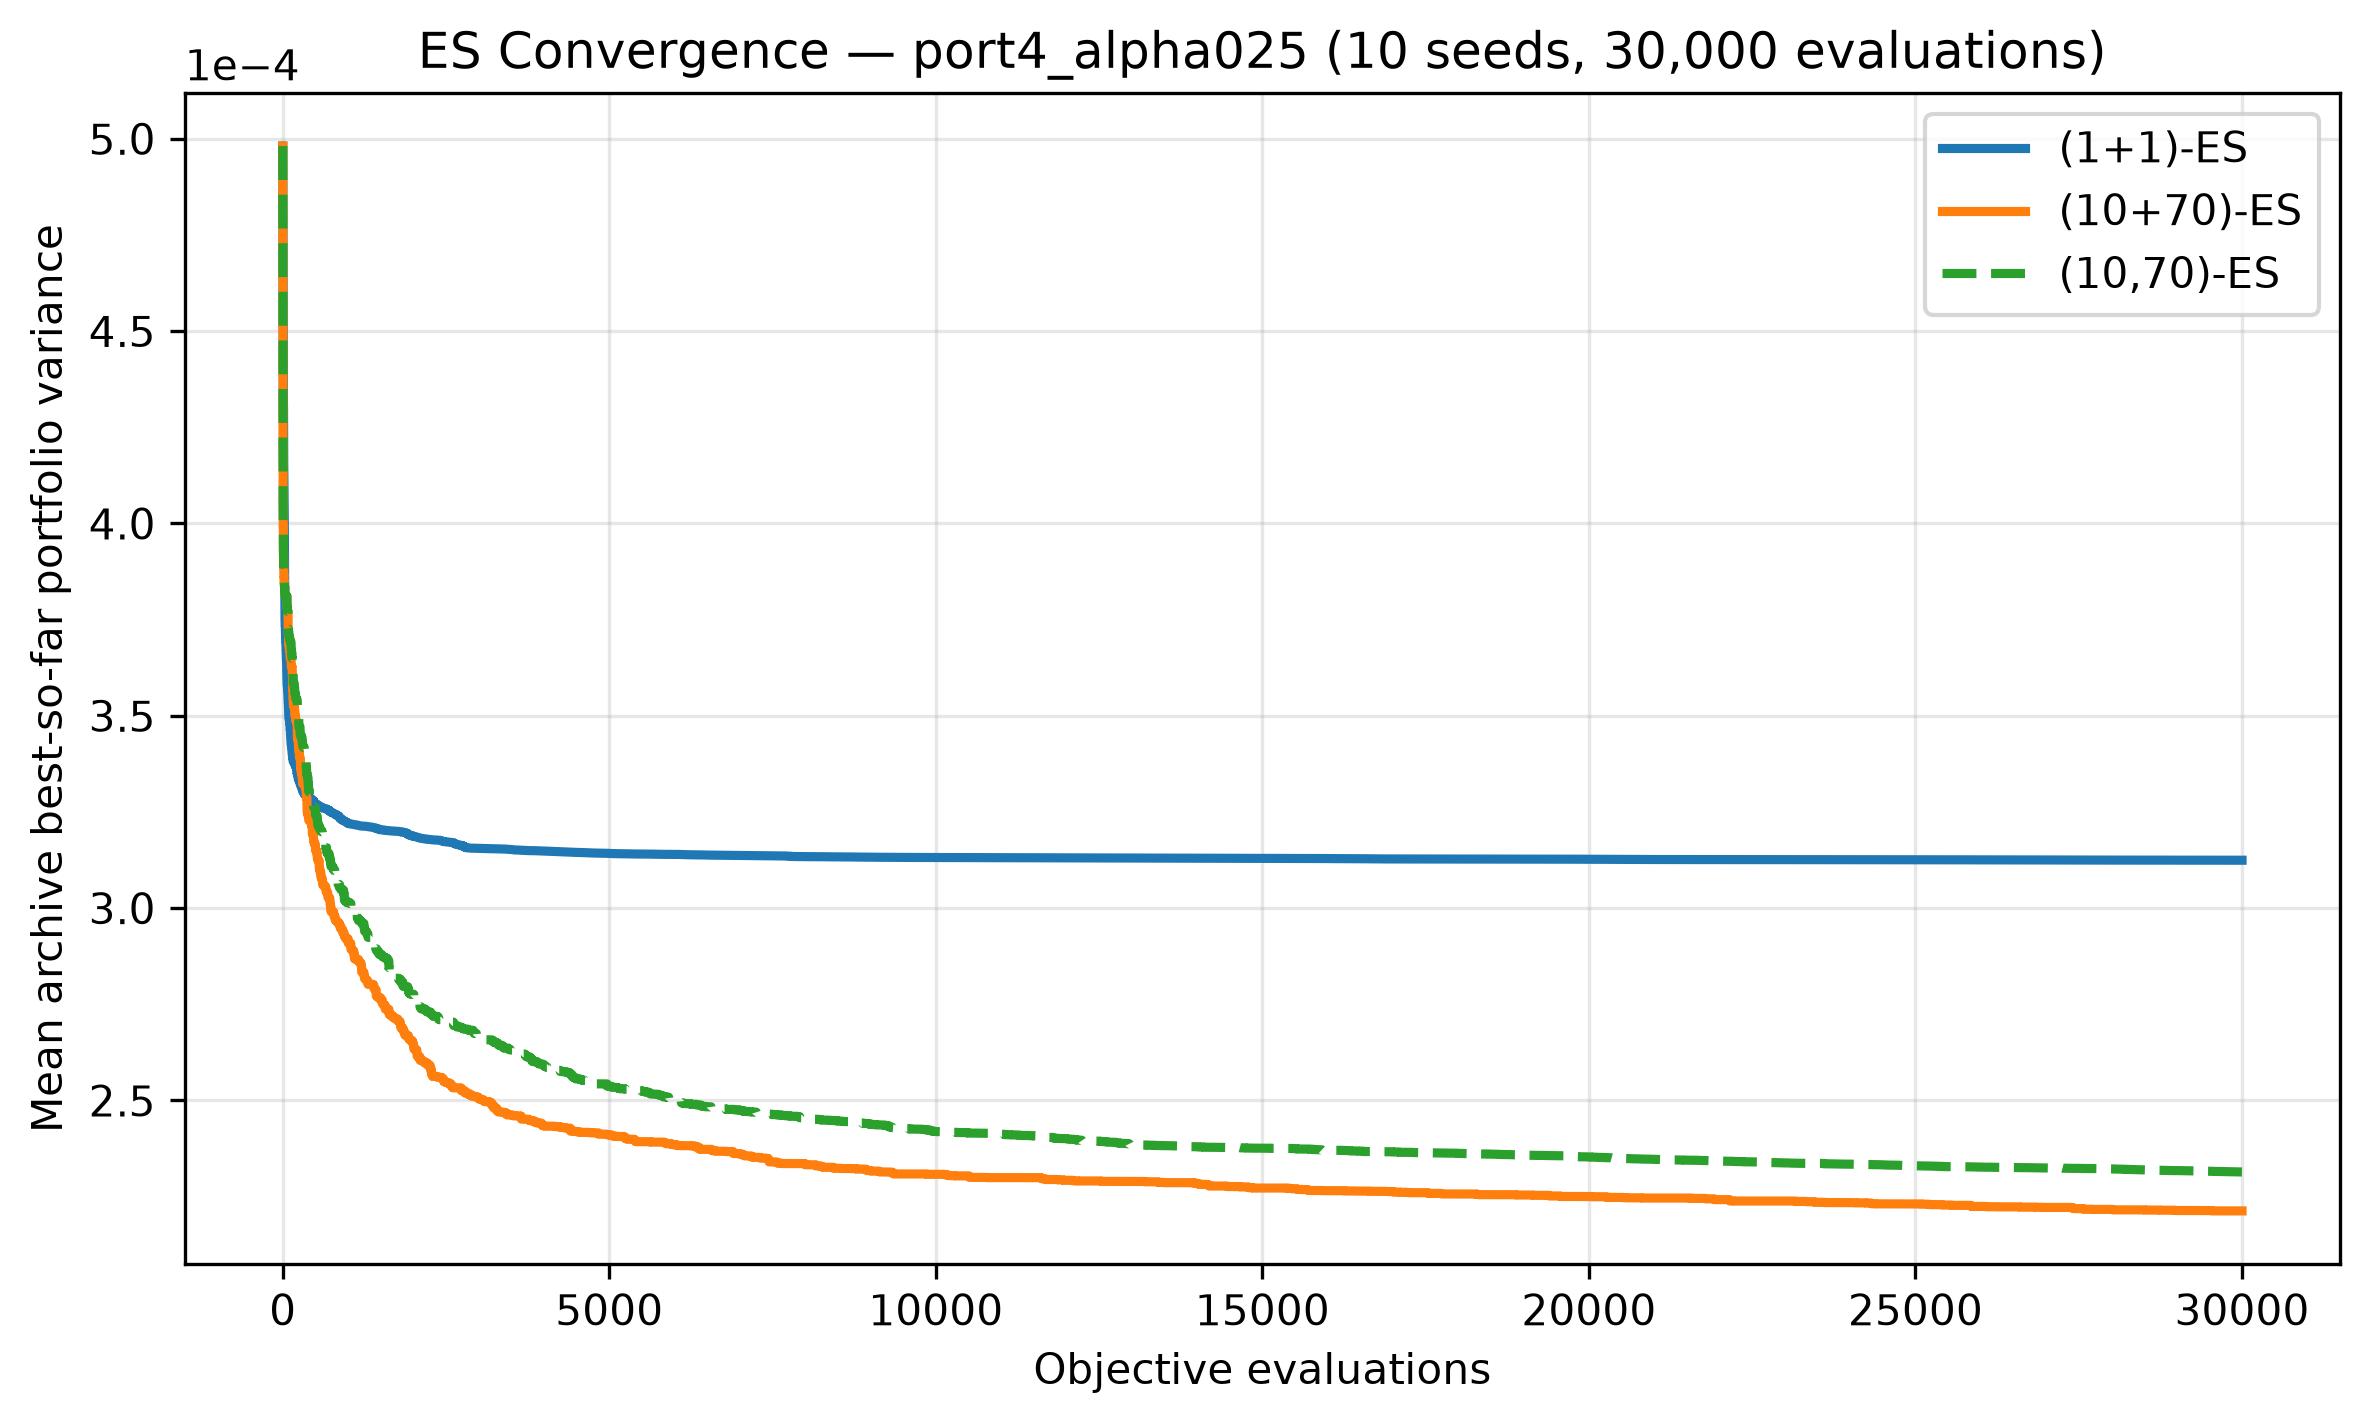 ES Convergence — port4_alpha025 (10 seeds, 30,000 evaluations)
1e−4
5.0
4.5
4.0
3.5
3.0
2.5
Mean archive best-so-far portfolio variance
(1+1)-ES
(10+70)-ES
(10,70)-ES
0
5000
10000
15000
20000
25000
30000
Objective evaluations